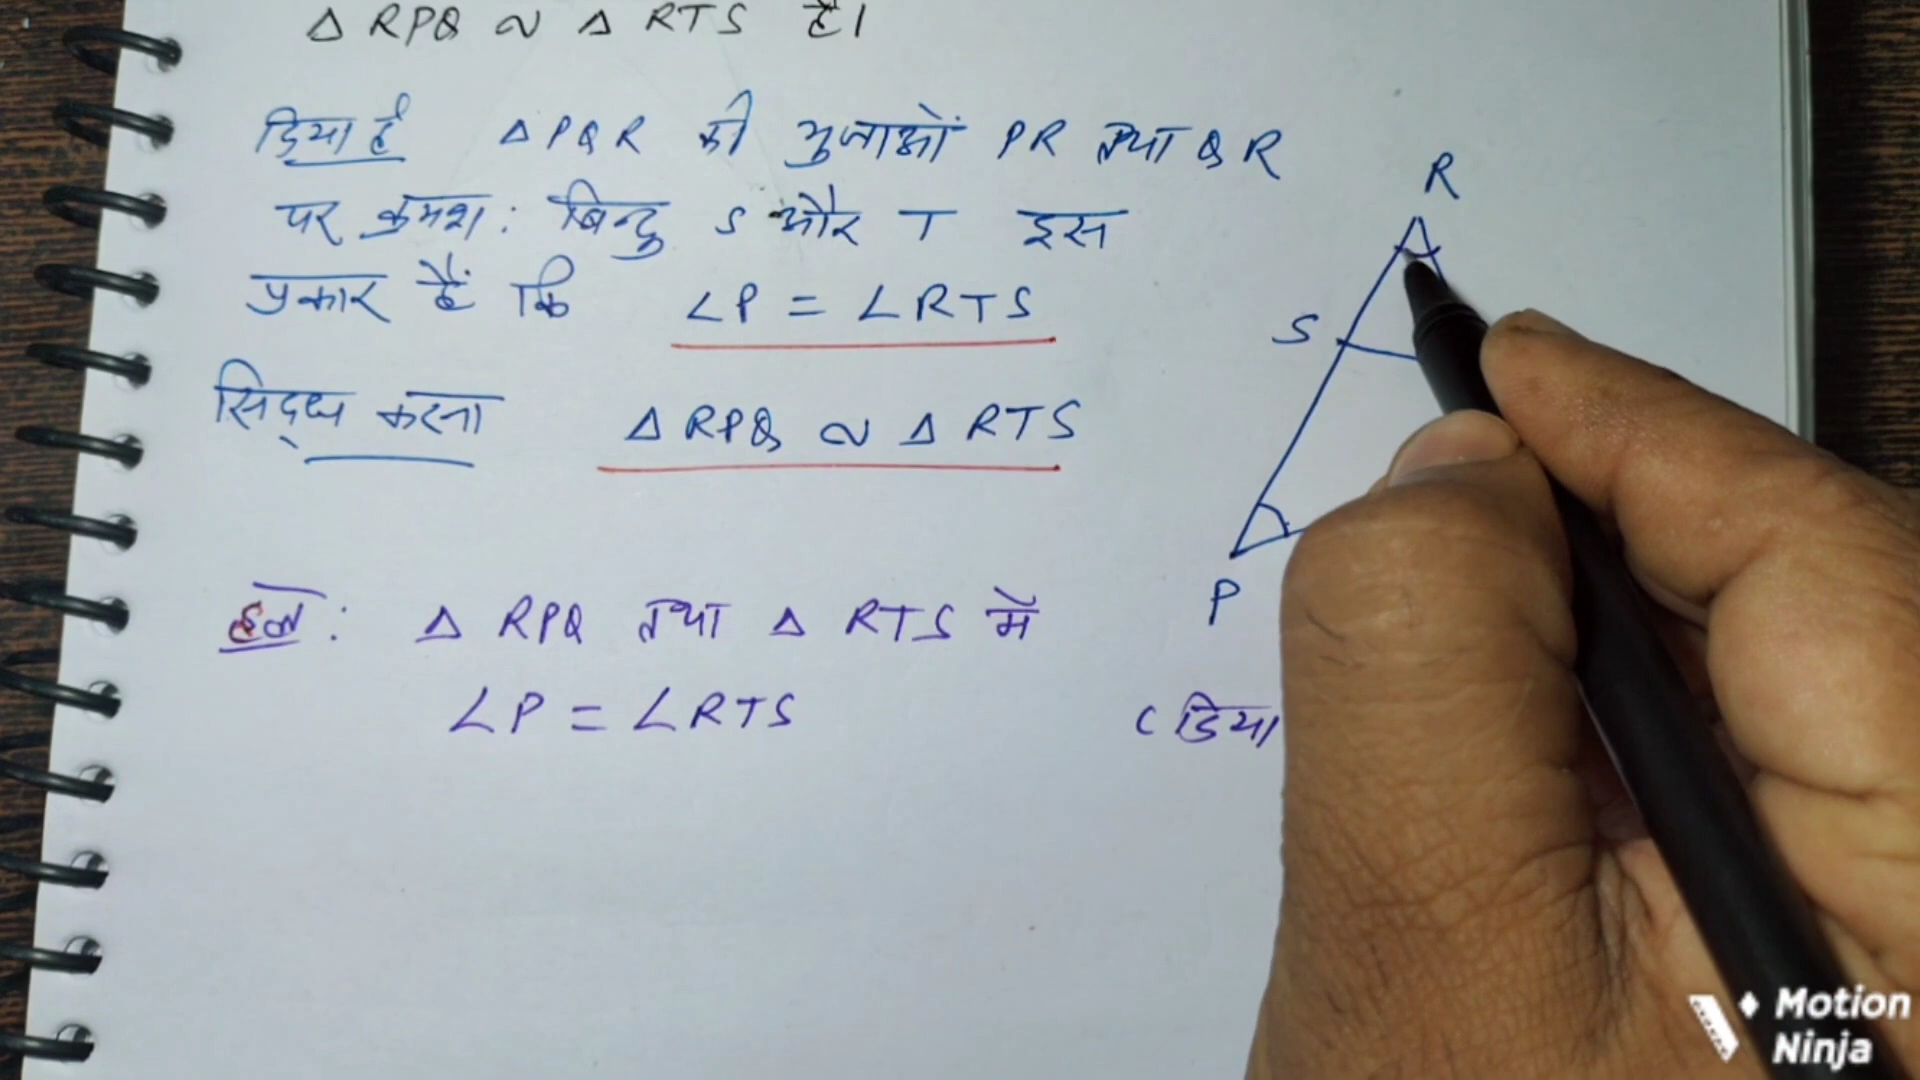 Δ RPQ ~ Δ RTS है।
दिया है ΔPQR की भुजाओं PR तथा QR
पर क्रमश: बिन्दु S और T इस
प्रकार हैं कि ∠P = ∠RTS
सिद्ध करना Δ RPQ ~ Δ RTS
हल: Δ RPQ तथा Δ RTS में
∠P = ∠RTS (दिया
R
S
P
Motion
Ninja